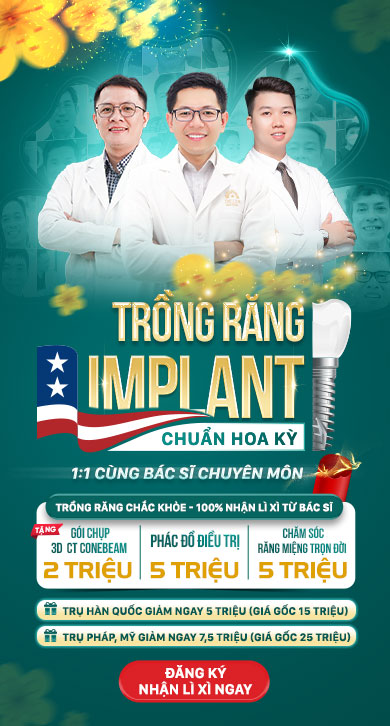 TRỒNG RĂNG
IMPLANT
CHUẨN HOA KỲ
1:1 CÙNG BÁC SĨ CHUYÊN MÔN
TRỒNG RĂNG CHẮC KHỎE - 100% NHẬN LÌ XÌ TỪ BÁC SĨ
TẶNG
GÓI CHỤP
3D CT CONEBEAM
2 TRIỆU
PHÁC ĐỒ ĐIỀU TRỊ
5 TRIỆU
CHĂM SÓC
RĂNG MIỆNG TRỌN ĐỜI
5 TRIỆU
TRỤ HÀN QUỐC GIẢM NGAY 5 TRIỆU (GIÁ GỐC 15 TRIỆU)
TRỤ PHÁP, MỸ GIẢM NGAY 7,5 TRIỆU (GIÁ GỐC 25 TRIỆU)
ĐĂNG KÝ
NHẬN LÌ XÌ NGAY